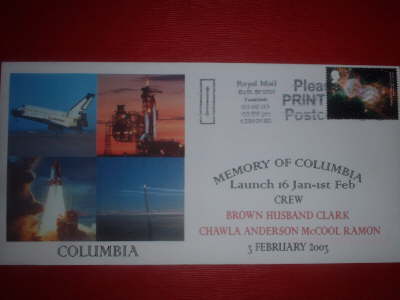 Royal Mail
Please
PRINT
Postco
MEMORY OF COLUMBIA
Launch 16 Jan-1st Feb
CREW
BROWN HUSBAND CLARK
CHAWLA ANDERSON McCOOL RAMON
3 FEBRUARY 2003
COLUMBIA